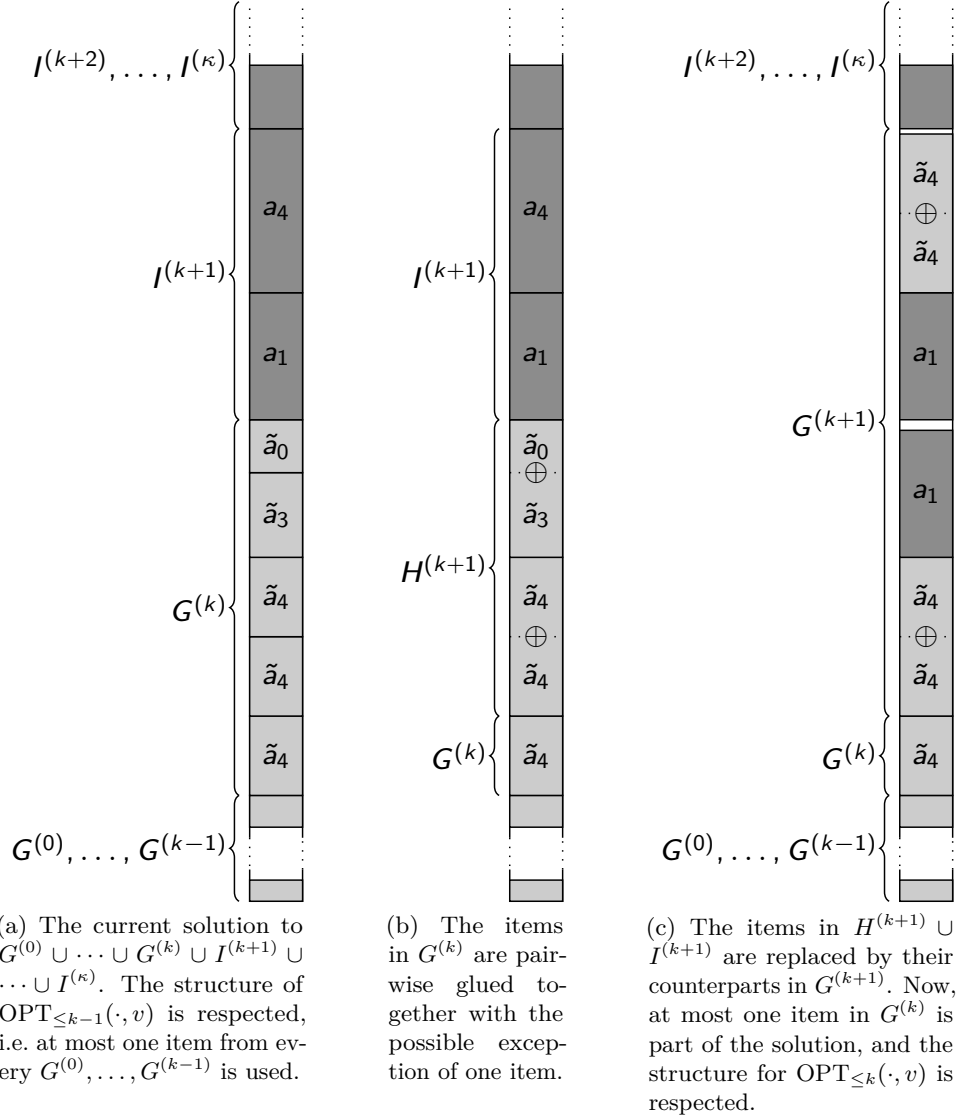 I^{(k+2)}, . . . , I^{(κ)}
a_4
I^{(k+1)}
a_1
ã_0
ã_3
ã_4
G^{(k)}
ã_4
ã_4
G^{(0)}, . . . , G^{(k−1)}
(a) The current solution to
G^{(0)} ∪ · · · ∪ G^{(k)} ∪ I^{(k+1)} ∪
· · · ∪ I^{(κ)}. The structure of
OPT_{≤k−1}(·, v) is respected,
i.e. at most one item from ev-
ery G^{(0)}, . . . , G^{(k−1)} is used.
a_4
I^{(k+1)}
a_1
ã_0
⊕
ã_3
H^{(k+1)}
ã_4
⊕
ã_4
G^{(k)}
ã_4
(b) The items
in G^{(k)} are pair-
wise glued to-
gether with the
possible excep-
tion of one item.
I^{(k+2)}, . . . , I^{(κ)}
ã_4
⊕
ã_4
a_1
G^{(k+1)}
a_1
ã_4
⊕
ã_4
G^{(k)}
ã_4
G^{(0)}, . . . , G^{(k−1)}
(c) The items in H^{(k+1)} ∪
I^{(k+1)} are replaced by their
counterparts in G^{(k+1)}. Now,
at most one item in G^{(k)} is
part of the solution, and the
structure for OPT_{≤k}(·, v) is
respected.